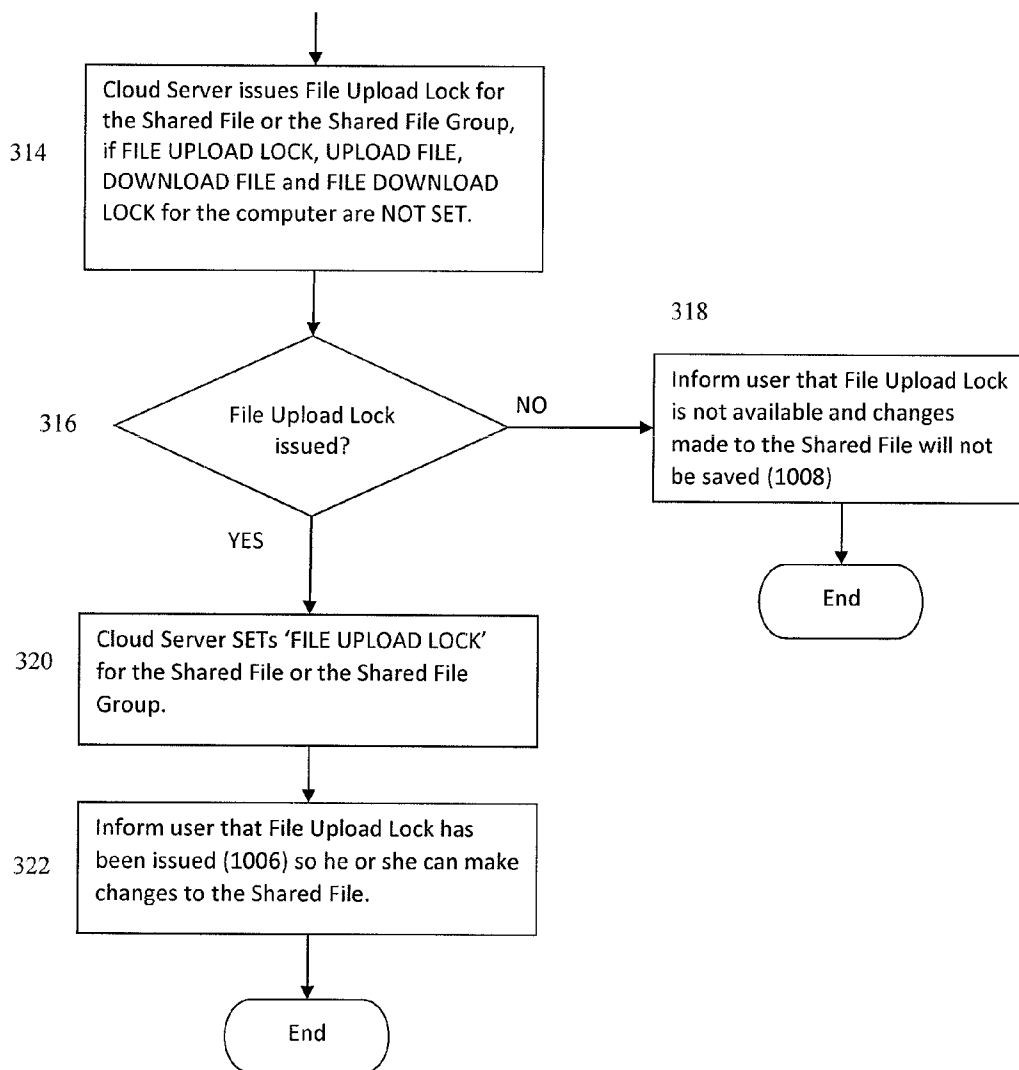 314
Cloud Server issues File Upload Lock for
the Shared File or the Shared File Group,
if FILE UPLOAD LOCK, UPLOAD FILE,
DOWNLOAD FILE and FILE DOWNLOAD
LOCK for the computer are NOT SET.
316
File Upload Lock
issued?
NO
318
Inform user that File Upload Lock
is not available and changes
made to the Shared File will not
be saved (1008)
End
YES
320
Cloud Server SETs ‘FILE UPLOAD LOCK’
for the Shared File or the Shared File
Group.
322
Inform user that File Upload Lock has
been issued (1006) so he or she can make
changes to the Shared File.
End